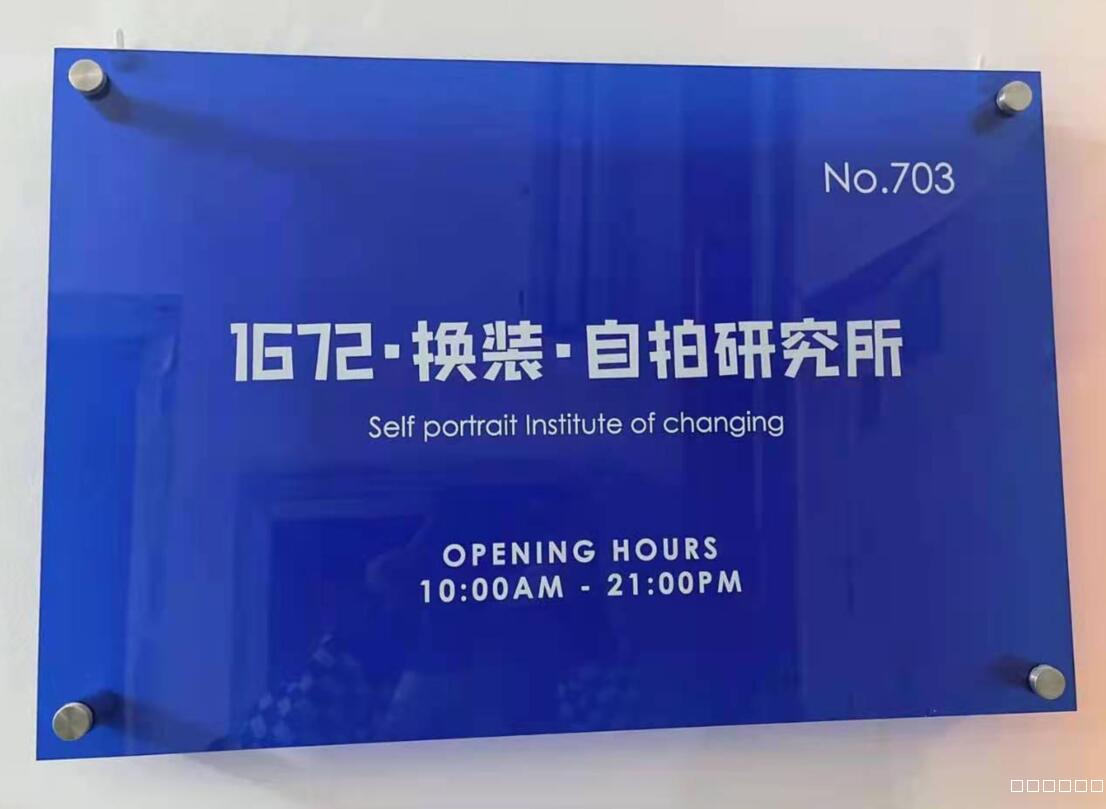 No.703
1672·换装·自拍研究所
Self portrait Institute of changing
OPENING HOURS
10:00AM - 21:00PM